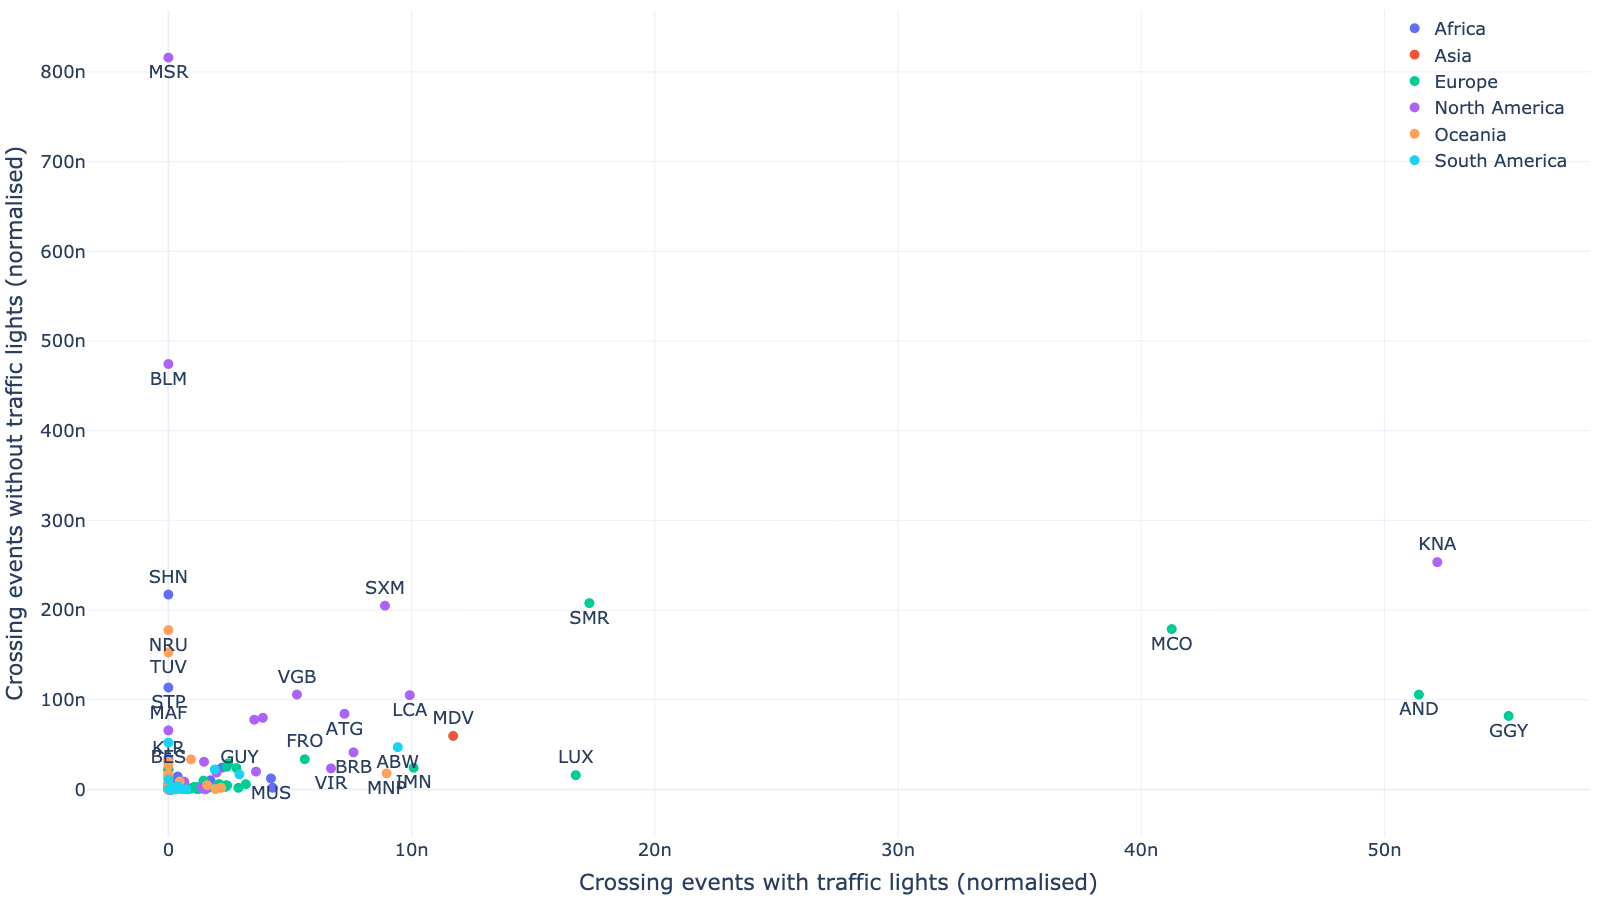 Africa
Asia
Europe
North America
Oceania
South America
Crossing events without traffic lights (normalised)
800n
700n
600n
500n
400n
300n
200n
100n
0
MSR
BLM
KNA
SHN
SXM
SMR
NRU
MCO
TUV
VGB
STP
MAF
LCA
AND
MDV
ATG
GGY
FRO
KIR
BES
GUY
LUX
ABW
BRB
VIR
IMN
MNP
MUS
0
10n
20n
30n
40n
50n
Crossing events with traffic lights (normalised)